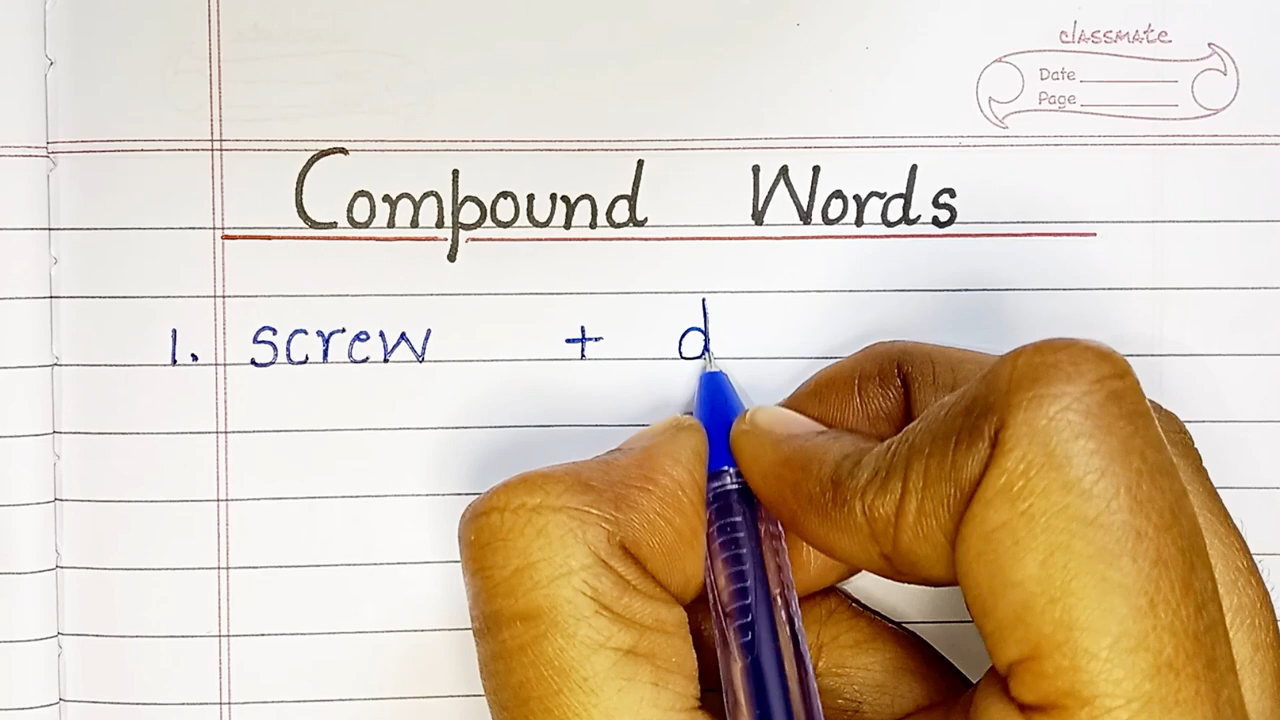 classmate
Date
Page
Compound Words
1. screw + d